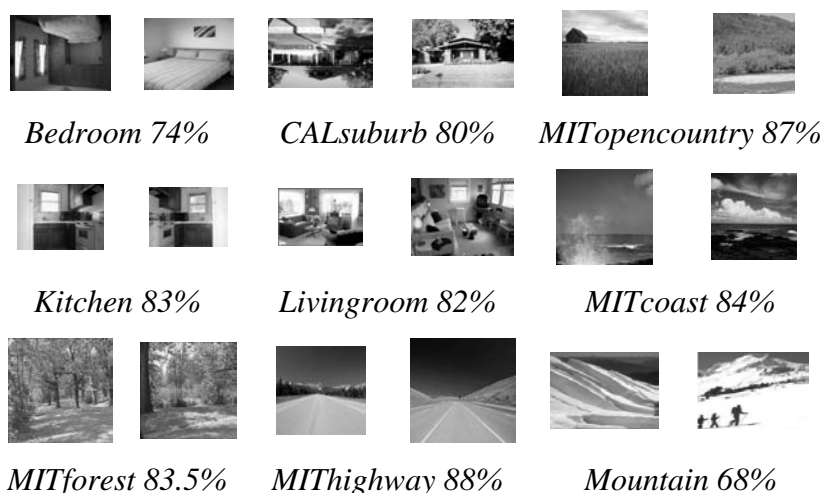 Bedroom 74% CALsuburb 80% MITopencountry 87%
Kitchen 83% Livingroom 82% MITcoast 84%
MITforest 83.5% MIThighway 88% Mountain 68%